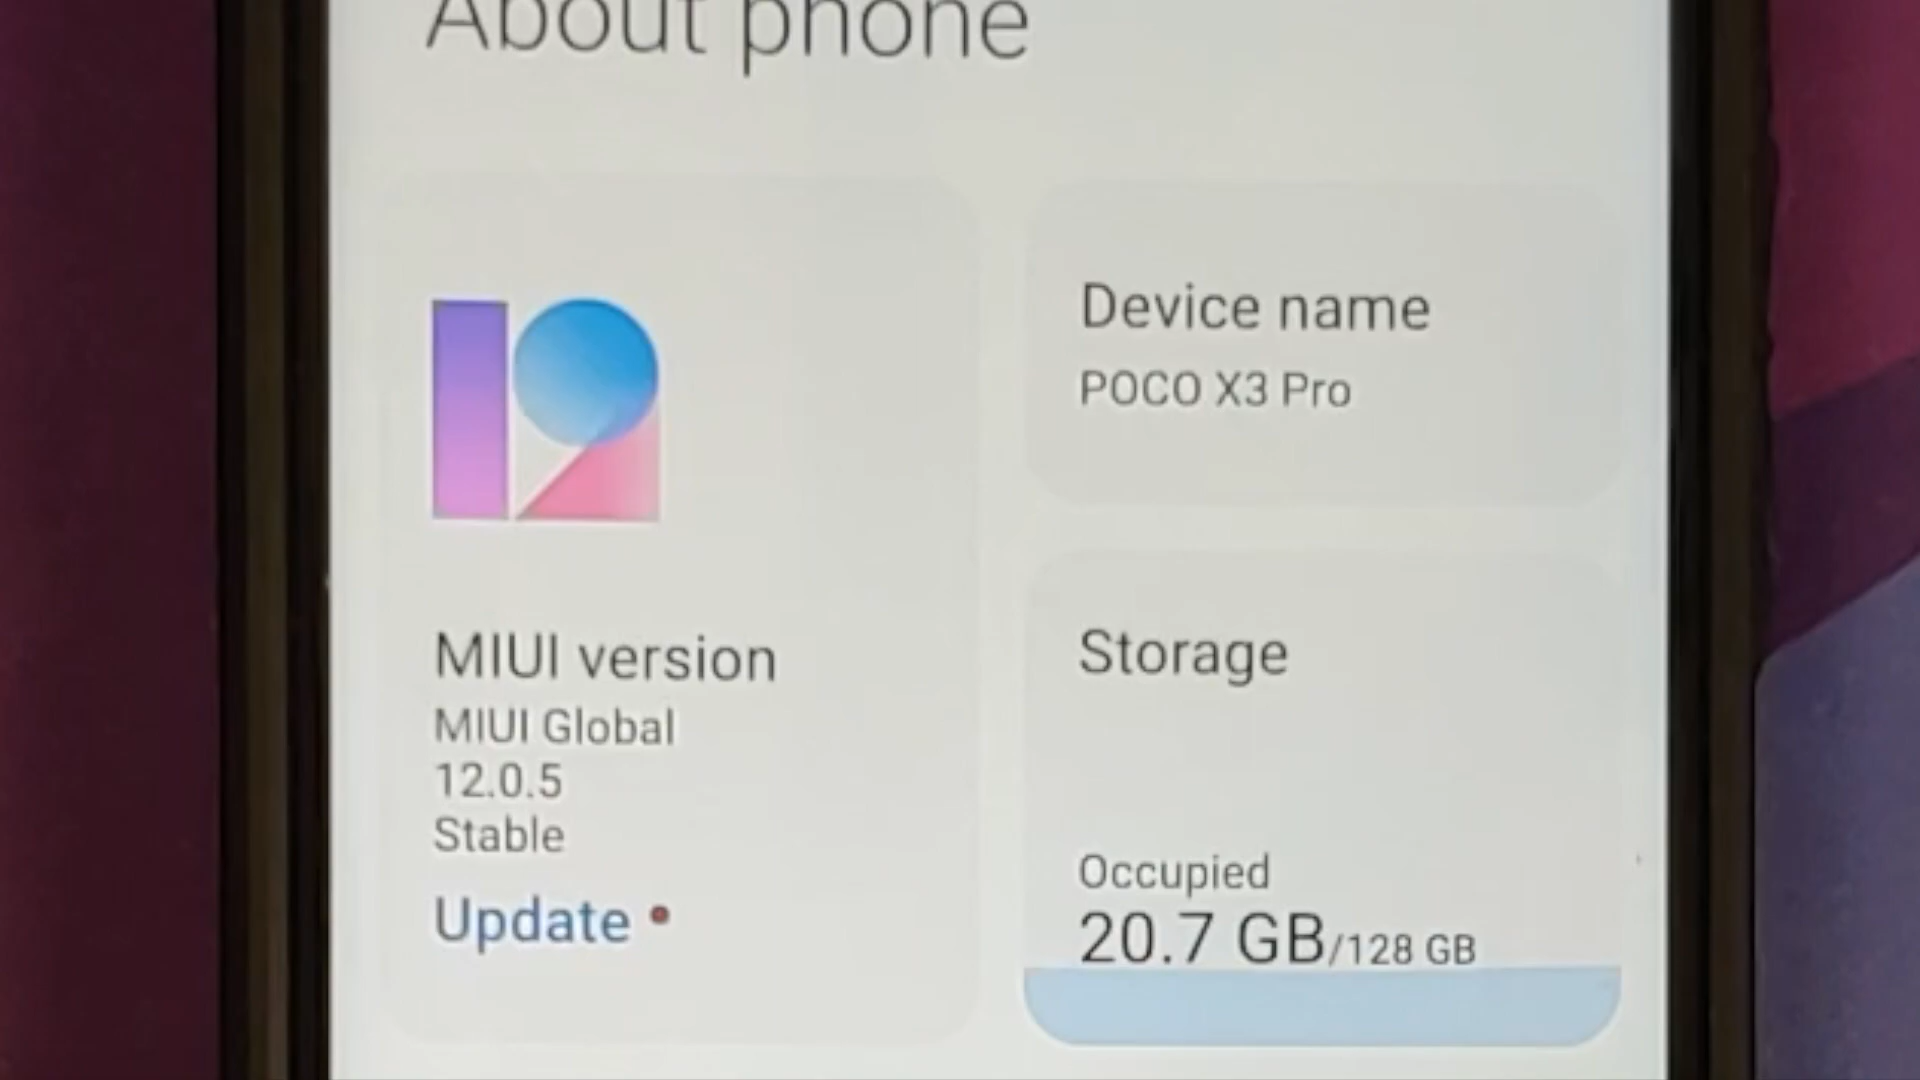 About phone
Device name
POCO X3 Pro
12
MIUI version
MIUI Global
12.0.5
Stable
Update
Storage
Occupied
20.7 GB/128 GB